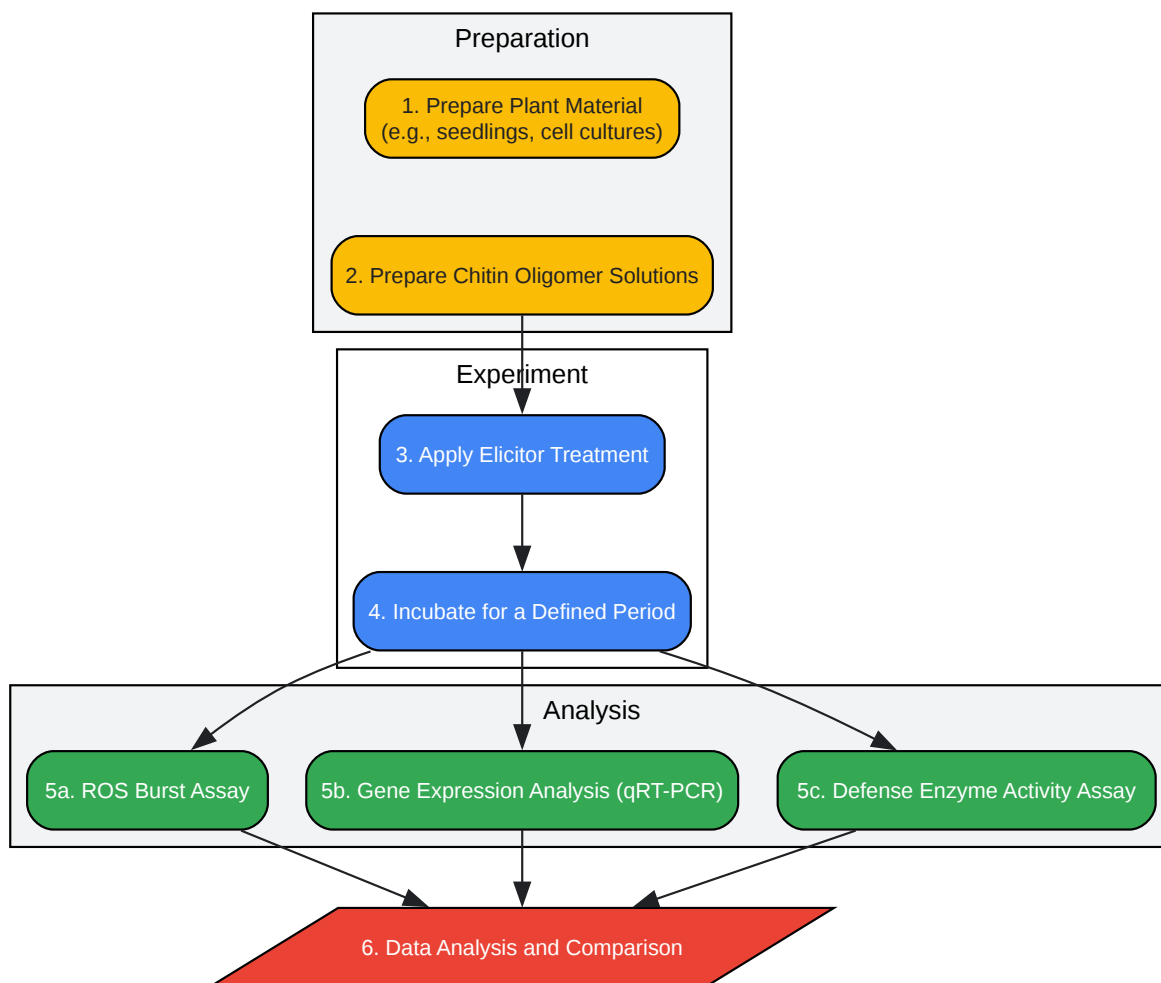 Preparation
1. Prepare Plant Material
(e.g., seedlings, cell cultures)
2. Prepare Chitin Oligomer Solutions
Experiment
3. Apply Elicitor Treatment
4. Incubate for a Defined Period
Analysis
5a. ROS Burst Assay
5b. Gene Expression Analysis (qRT-PCR)
5c. Defense Enzyme Activity Assay
6. Data Analysis and Comparison